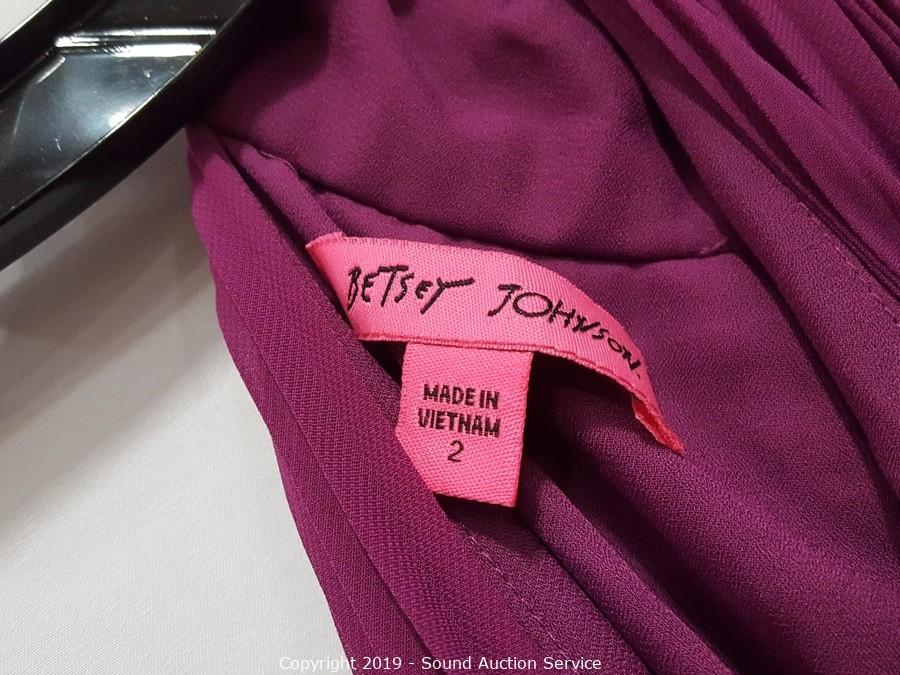 BETSEY JOHNSON.
MADE IN
VIETNAM
2
Copyright 2019 - Sound Auction Service